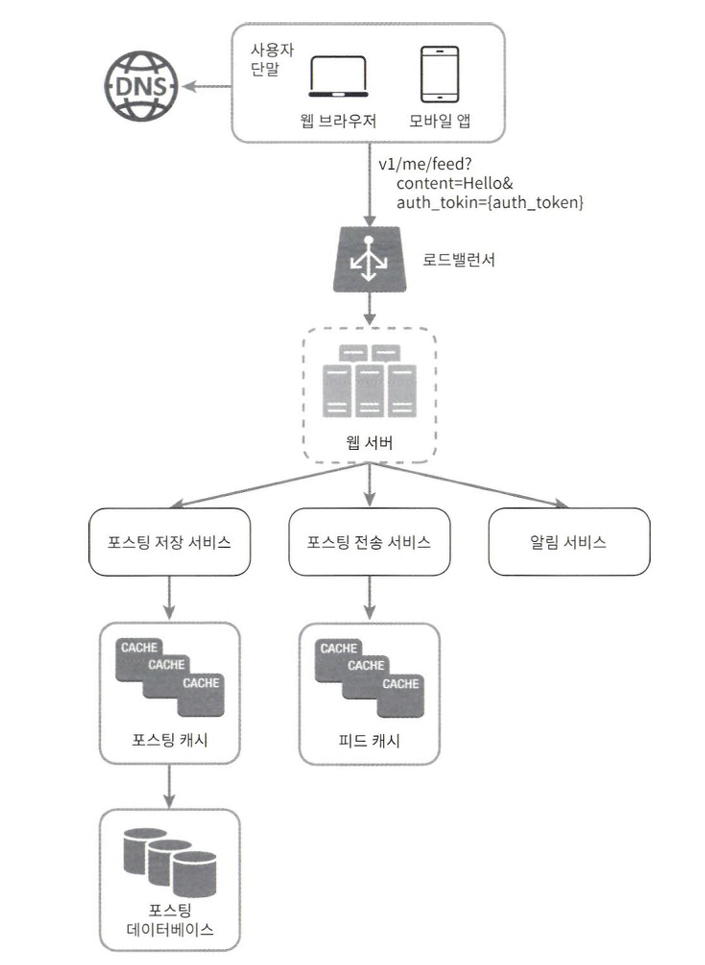 DNS
사용자
단말
웹 브라우저
모바일 앱
v1/me/feed?
content=Hello&
auth_tokin={auth_token}
로드밸런서
웹 서버
포스팅 저장 서비스
포스팅 전송 서비스
알림 서비스
CACHE
CACHE
CACHE
포스팅 캐시
CACHE
CACHE
CACHE
피드 캐시
포스팅
데이터베이스